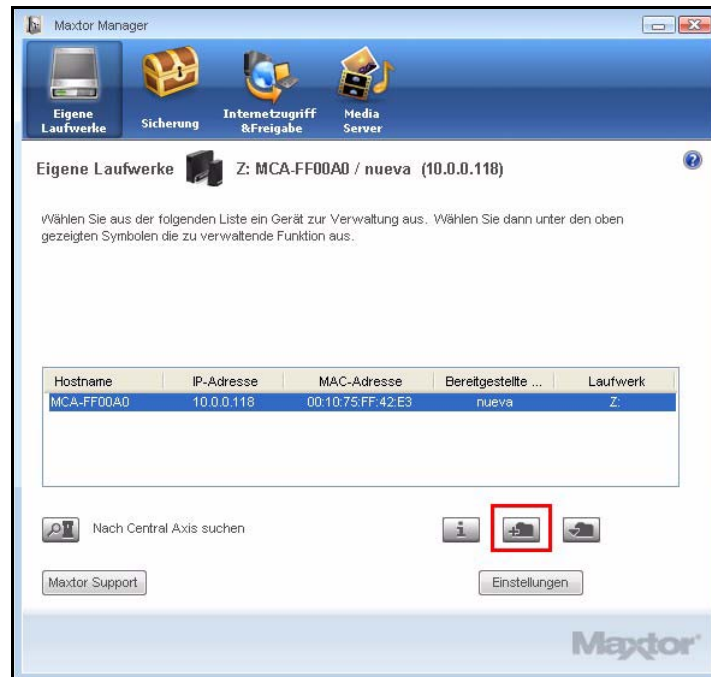 Maxtor Manager
Eigene Laufwerke
Sicherung
Internetzugriff &Freigabe
Media Server
Eigene Laufwerke Z: MCA-FF00A0 / nueva (10.0.0.118)
Wählen Sie aus der folgenden Liste ein Gerät zur Verwaltung aus. Wählen Sie dann unter den oben
gezeigten Symbolen die zu verwaltende Funktion aus.
Hostname IP-Adresse MAC-Adresse Bereitgestellte ... Laufwerk
MCA-FF00A0 10.0.0.118 00:10:75:FF:42:E3 nueva Z:
Nach Central Axis suchen
Maxtor Support
Einstellungen
Maxtor